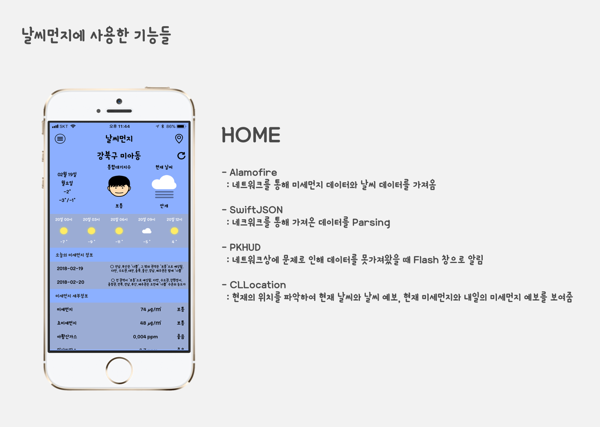 날씨먼지에 사용한 기능들
SKT
오후 11:44
80%
날씨먼지
강북구 미아동
통합대기지수
현재 날씨
02월 19일
월요일
-2°
-3°/-1°
보통
안개
오늘의 미세먼지 정보
2018-02-19
2018-02-20
미세먼지 세부정보
미세먼지 74 μg/m³ 보통
초미세먼지 48 μg/m³ 보통
아황산가스 0.004 ppm 좋음
HOME
- Alamofire
: 네트워크를 통해 미세먼지 데이터와 날씨 데이터를 가져옴
- SwiftJSON
: 네크워크를 통해 가져온 데이터를 Parsing
- PKHUD
: 네트워크상에 문제로 인해 데이터를 못가져왔을 때 Flash 창으로 알림
- CLLocation
: 현재의 위치를 파악하여 현재 날씨와 날씨 예보, 현재 미세먼지와 내일의 미세먼지 예보를 보여줌